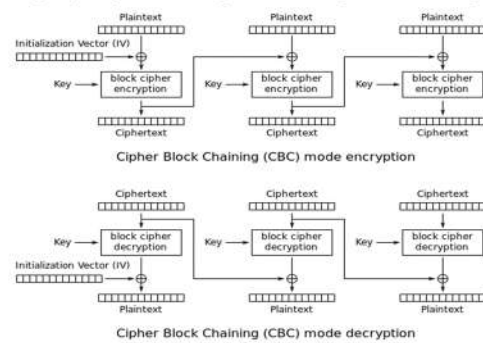 Plaintext Plaintext Plaintext
Initialization Vector (IV)
Key block cipher encryption Key block cipher encryption Key block cipher encryption
Ciphertext Ciphertext Ciphertext
Cipher Block Chaining (CBC) mode encryption
Ciphertext Ciphertext Ciphertext
Key block cipher decryption Key block cipher decryption Key block cipher decryption
Initialization Vector (IV)
Plaintext Plaintext Plaintext
Cipher Block Chaining (CBC) mode decryption